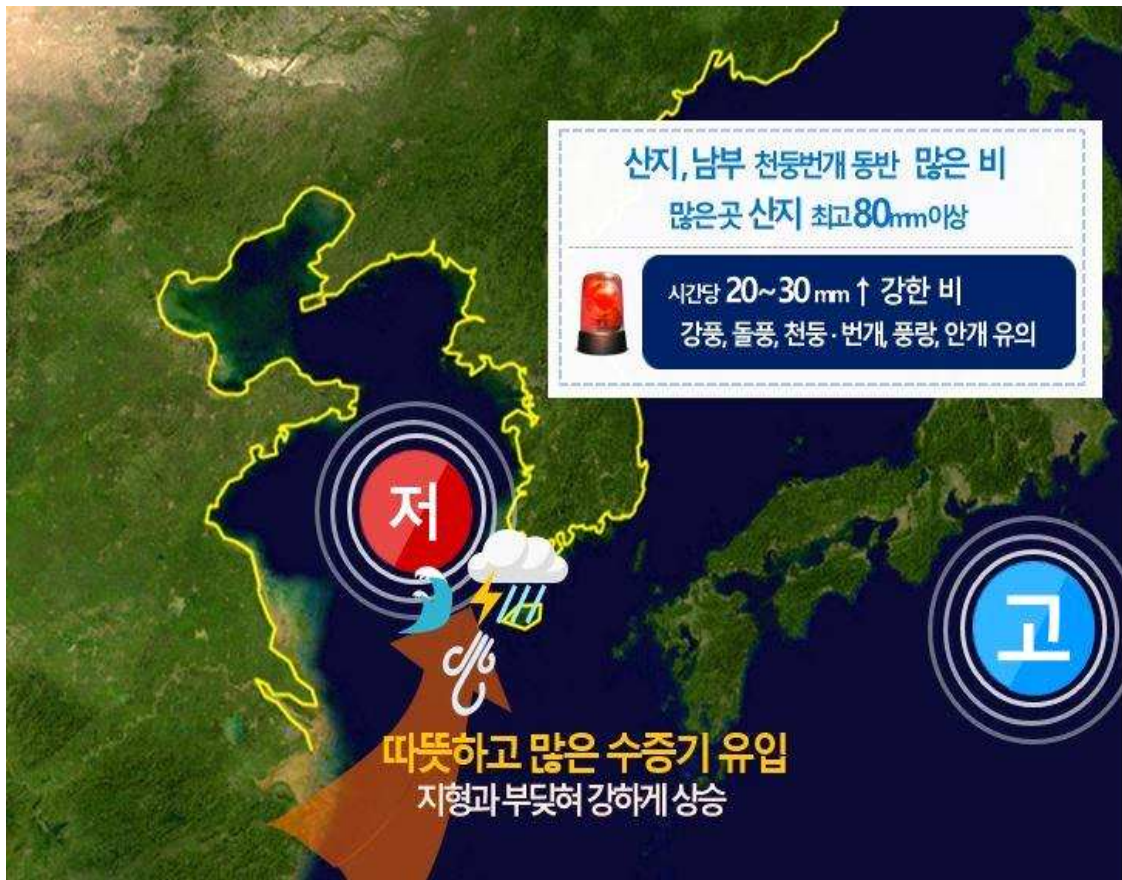 산지, 남부 천둥번개 동반 많은 비
많은곳 산지 최고 80mm이상
시간당 20~30 mm ↑ 강한 비
강풍, 돌풍, 천둥·번개, 풍랑, 안개 유의
저
고
따뜻하고 많은 수증기 유입
지형과 부딪혀 강하게 상승